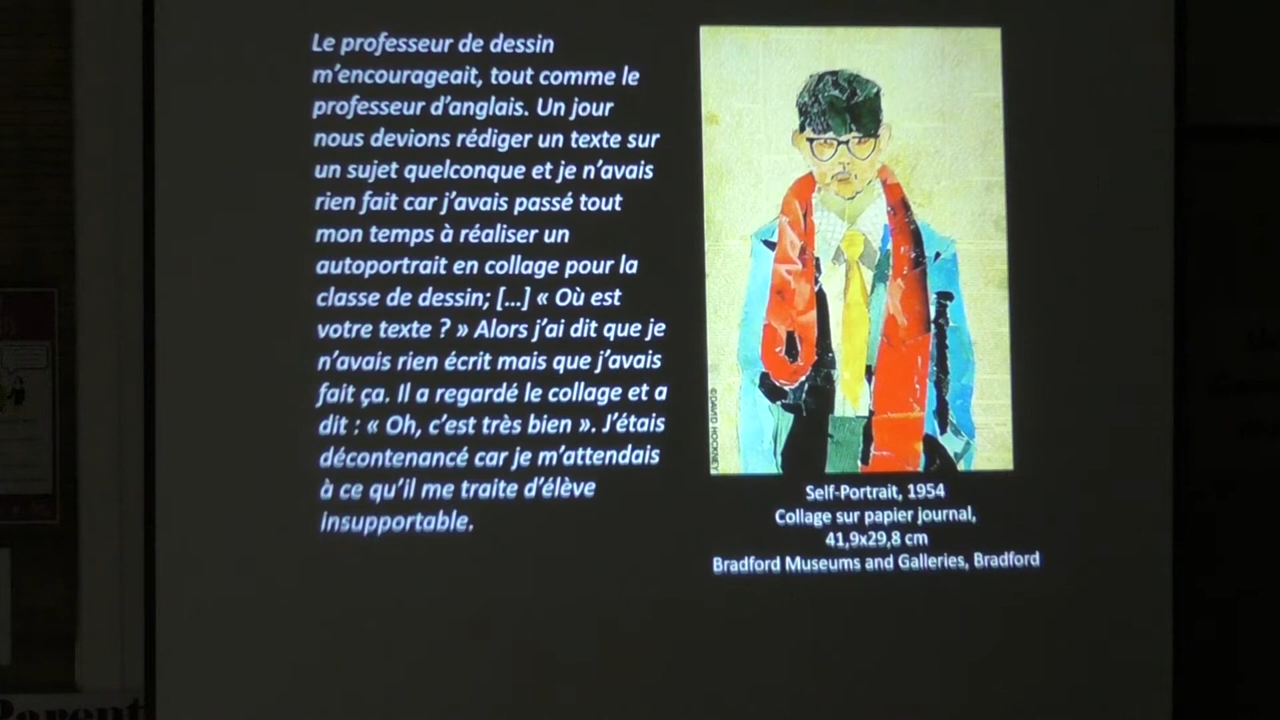 Le professeur de dessin
m'encourageait, tout comme le
professeur d'anglais. Un jour
nous devions rédiger un texte sur
un sujet quelconque et je n'avais
rien fait car j'avais passé tout
mon temps à réaliser un
autoportrait en collage pour la
classe de dessin; [...] « Où est
votre texte ? » Alors j'ai dit que je
n'avais rien écrit mais que j'avais
fait ça. Il a regardé le collage et a
dit : « Oh, c'est très bien ». J'étais
décontenancé car je m'attendais
à ce qu'il me traite d'élève
insupportable.
©DAVID HOCKNEY
Self-Portrait, 1954
Collage sur papier journal,
41,9x29,8 cm
Bradford Museums and Galleries, Bradford
Parent